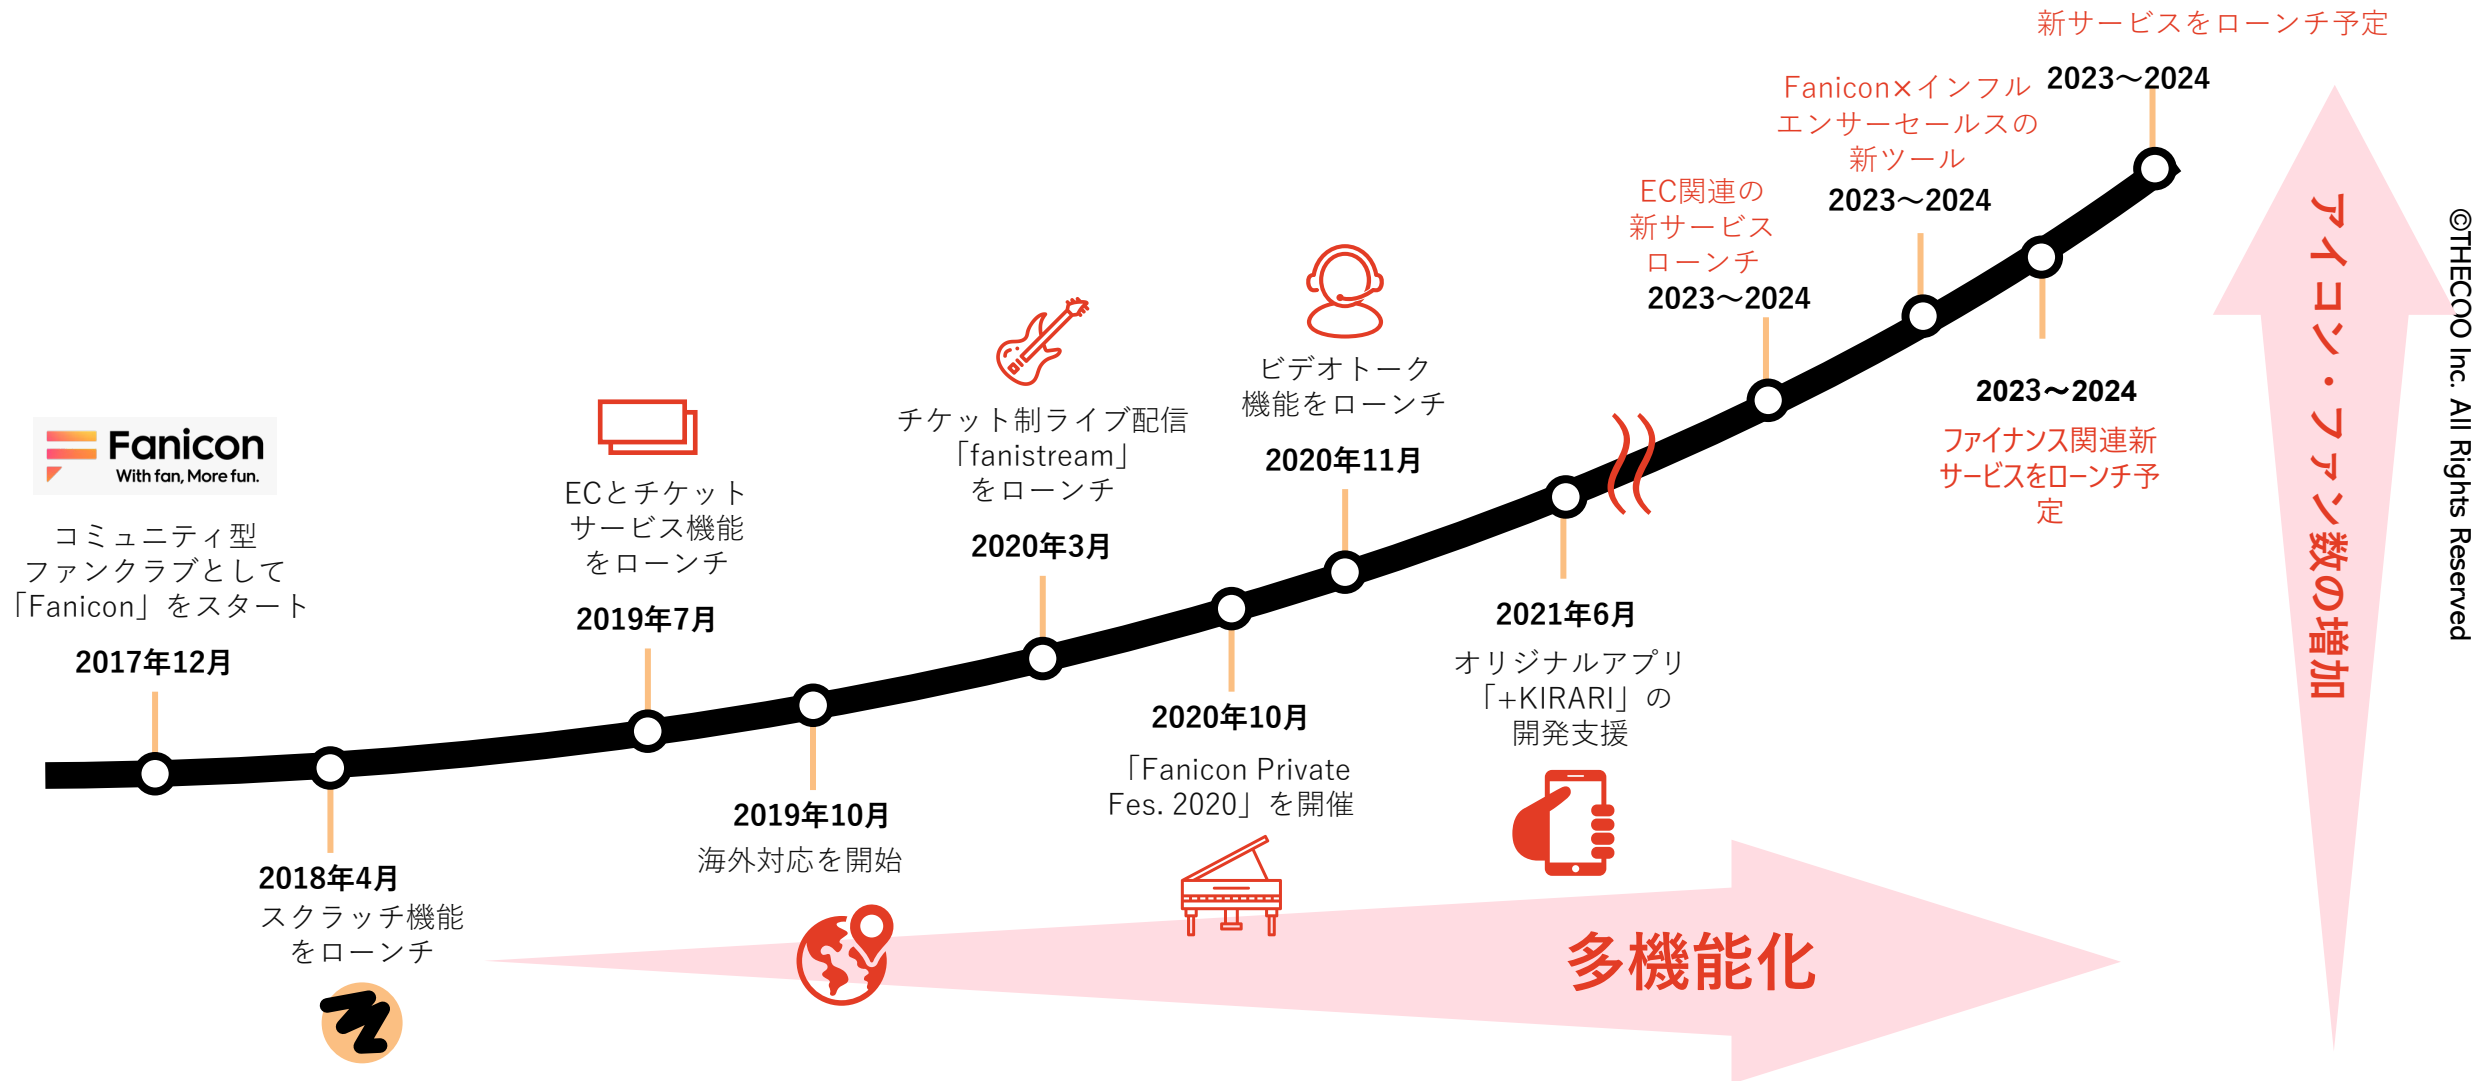 Fanicon
With fan, More fun.
コミュニティ型
ファンクラブとして
「Fanicon」をスタート
2017年12月
2018年4月
スクラッチ機能
をローンチ
ECとチケット
サービス機能
をローンチ
2019年7月
2019年10月
海外対応を開始
チケット制ライブ配信
「fanistream」
をローンチ
2020年3月
2020年10月
「Fanicon Private
Fes. 2020」を開催
ビデオトーク
機能をローンチ
2020年11月
2021年6月
オリジナルアプリ
「+KIRARI」の
開発支援
EC関連の
新サービス
ローンチ
2023～2024
Fanicon×インフル
エンサーセールスの
新ツール
2023～2024
2023～2024
ファイナンス関連新
サービスをローンチ予
定
新サービスをローンチ予定
2023～2024
多機能化
アイコン・ファン数の増加
©THECOO Inc. All Rights Reserved